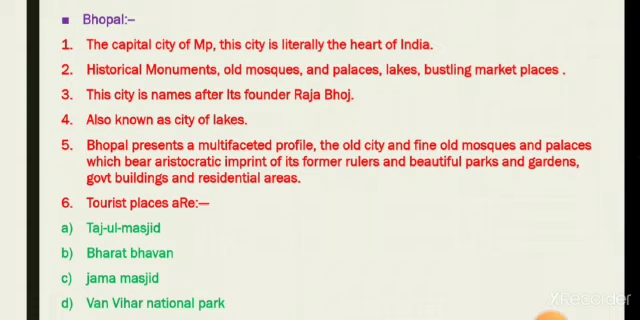 ▪ Bhopal:–
1. The capital city of Mp, this city is literally the heart of India.
2. Historical Monuments, old mosques, and palaces, lakes, bustling market places .
3. This city is names after Its founder Raja Bhoj.
4. Also known as city of lakes.
5. Bhopal presents a multifaceted profile, the old city and fine old mosques and palaces
which bear aristocratic imprint of its former rulers and beautiful parks and gardens,
govt buildings and residential areas.
6. Tourist places aRe:—
a) Taj-ul-masjid
b) Bharat bhavan
c) jama masjid
d) Van Vihar national park
XRecorder